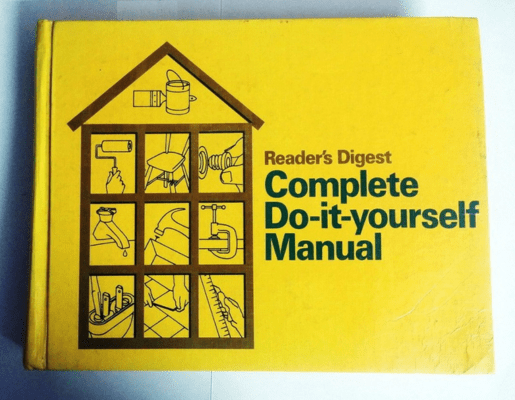 Reader's Digest
Complete
Do-it-yourself
Manual